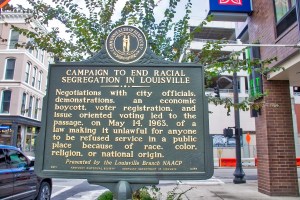 CAMPAIGN TO END RACIAL
SEGREGATION IN LOUISVILLE
Negotiations with city officials,
demonstrations, an economic
boycott, voter registration, and
issue oriented voting led to the
passage, on May 14, 1963, of a
law making it unlawful for anyone
to be refused service in a public
place because of race, color,
religion, or national origin.
Presented by the Louisville Branch NAACP